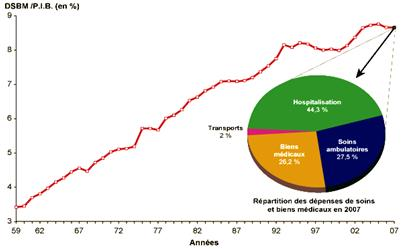 DSBM /P.I.B. (en %)
9
8
7
6
5
4
3
59 62 67 72 77 82 87 92 97 02 07
Années
Hospitalisation
44,3 %
Transports
2 %
Biens
médicaux
26,2 %
Soins
ambulatoires
27,5 %
Répartition des dépenses de soins
et biens médicaux en 2007